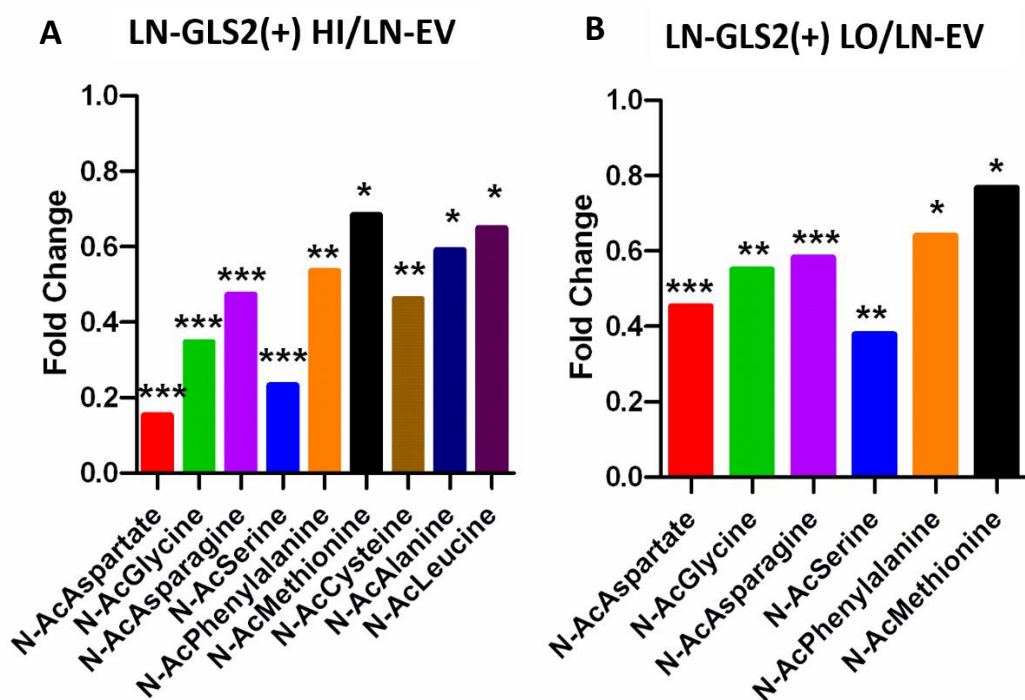 A LN-GLS2(+) HI/LN-EV
Fold Change
1.0
0.8
0.6
0.4
0.2
0.0
***
***
***
***
**
*
**
*
*
N-AcAspartate
N-AcGlycine
N-AcAsparagine
N-AcSerine
N-AcPhenylalanine
N-AcMethionine
N-AcCysteine
N-AcAlanine
N-AcLeucine
B LN-GLS2(+) LO/LN-EV
Fold Change
1.0
0.8
0.6
0.4
0.2
0.0
***
**
***
**
*
*
N-AcAspartate
N-AcGlycine
N-AcAsparagine
N-AcSerine
N-AcPhenylalanine
N-AcMethionine